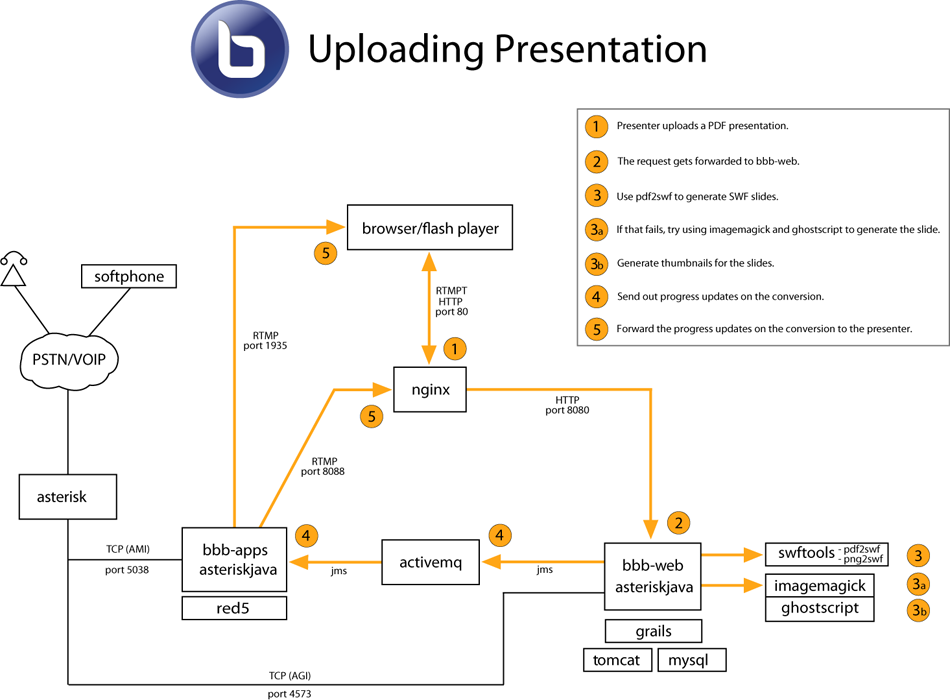 b Uploading Presentation
1 Presenter uploads a PDF presentation.
2 The request gets forwarded to bbb-web.
3 Use pdf2swf to generate SWF slides.
3a If that fails, try using imagemagick and ghostscript to generate the slide.
3b Generate thumbnails for the slides.
4 Send out progress updates on the conversion.
5 Forward the progress updates on the conversion to the presenter.
browser/flash player
5
softphone
RTMPT
HTTP
port 80
RTMP
port 1935
1
PSTN/VOIP
nginx
HTTP
port 8080
5
RTMP
port 8088
asterisk
2
4
4
TCP (AMI)
port 5038
bbb-apps
asteriskjava
jms
activemq
jms
bbb-web
asteriskjava
swftools - pdf2swf
- png2swf
3
imagemagick
3a
ghostscript
3b
red5
grails
tomcat
mysql
TCP (AGI)
port 4573